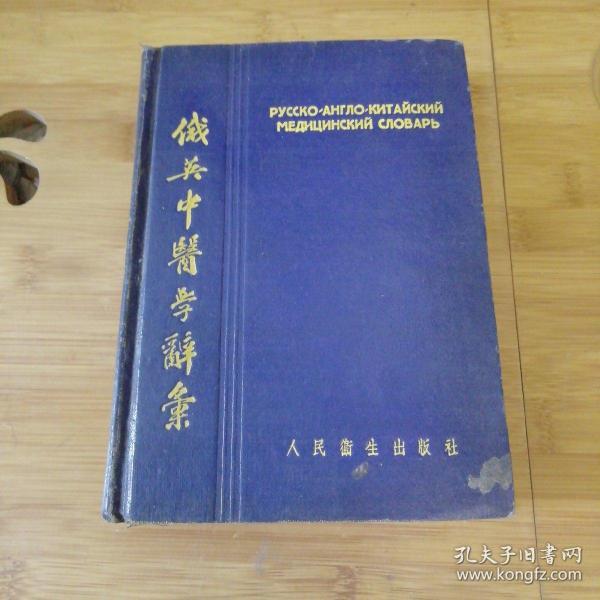 俄英中醫学辭彙
РУССКО-АНГЛО-КИТАЙСКИЙ
МЕДИЦИНСКИЙ СЛОВАРЬ
人民衛生出版社
孔夫子旧书网
www.kongfz.com